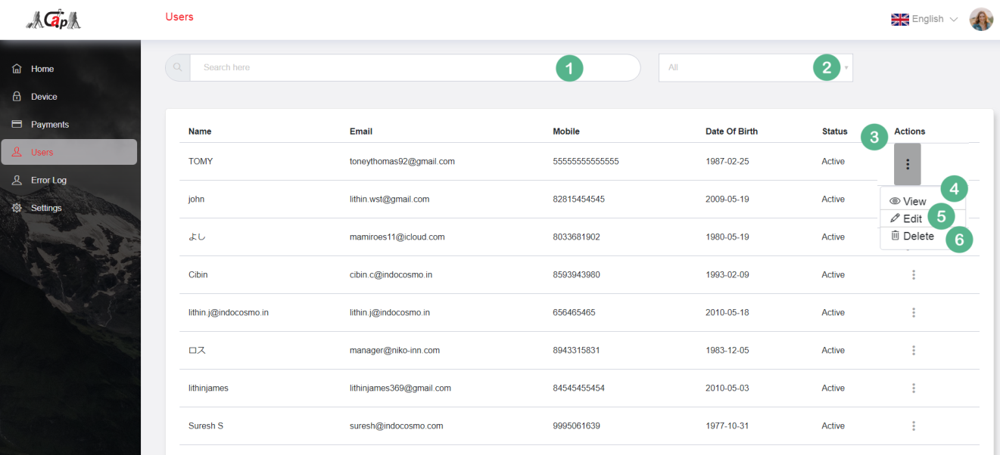 Cap
Users
English
Home
Device
Payments
Users
Error Log
Settings
Search here
1
All
2
Name Email Mobile Date Of Birth Status 3 Actions
TOMY toneythomas92@gmail.com 55555555555555 1987-02-25 Active
john lithin.wst@gmail.com 82815454545 2009-05-19 Active
よし mamiroes11@icloud.com 8033681902 1980-05-19 Active
4
View
Edit 5
Delete 6
Cibin cibin.c@indocosmo.in 8593943980 1993-02-09 Active
lithin.j@indocosmo.in lithin.j@indocosmo.in 656465465 2010-05-18 Active
ロス manager@niko-inn.com 8943315831 1983-12-05 Active
lithinjames lithinjames369@gmail.com 84545455454 2010-05-03 Active
Suresh S suresh@indocosmo.com 9995061639 1977-10-31 Active